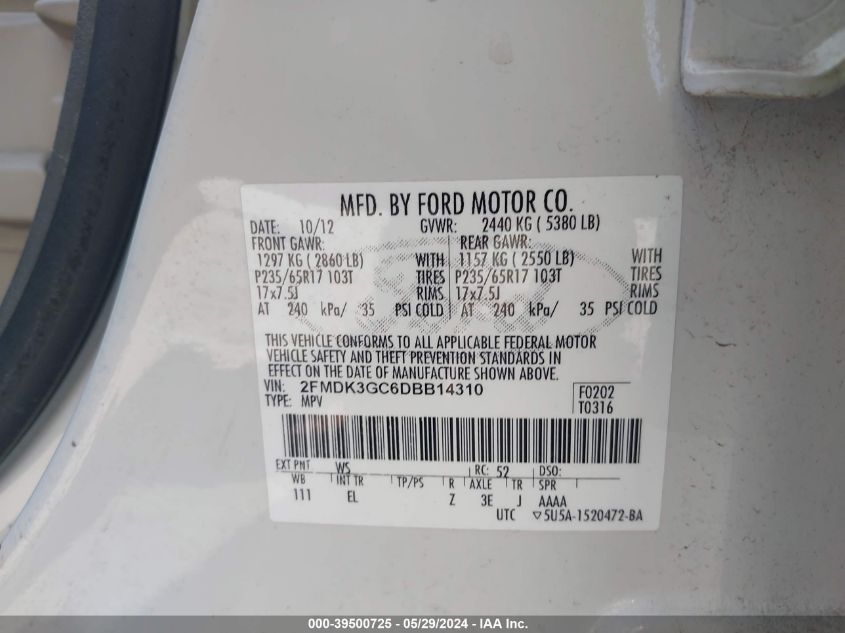 MFD. BY FORD MOTOR CO.
DATE: 10/12 GVWR: 2440 KG ( 5380 LB)
FRONT GAWR: REAR GAWR:
1297 KG ( 2860 LB) WITH 1157 KG ( 2550 LB) WITH
P235/65R17 103T TIRES P235/65R17 103T TIRES
17x7.5J RIMS 17x7.5J RIMS
AT 240 kPa/ 35 PSI COLD AT 240 kPa/ 35 PSI COLD
THIS VEHICLE CONFORMS TO ALL APPLICABLE FEDERAL MOTOR
VEHICLE SAFETY AND THEFT PREVENTION STANDARDS IN
EFFECT ON THE DATE OF MANUFACTURE SHOWN ABOVE.
VIN: 2FMDK3GC6DBB14310 F0202
TYPE: MPV T0316
EXT PNT WS RC: 52 DSO:
WB INT TR TP/PS R AXLE TR SPR
111 EL Z 3E J AAAA
UTC ▽5U5A-1520472-BA
000-39500725 - 05/29/2024 - IAA Inc.